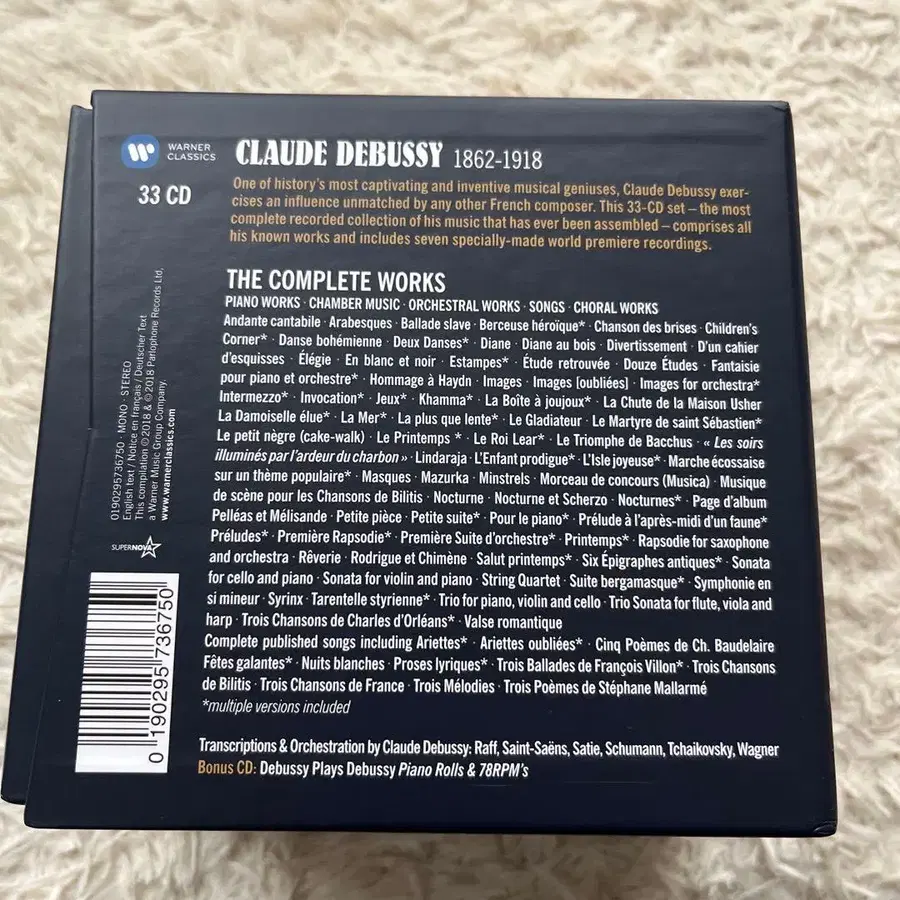 WARNER
CLASSICS
33 CD
CLAUDE DEBUSSY 1862-1918
One of history's most captivating and inventive musical geniuses, Claude Debussy exer-
cises an influence unmatched by any other French composer. This 33-CD set – the most
complete recorded collection of his music that has ever been assembled – comprises all
his known works and includes seven specially-made world premiere recordings.
THE COMPLETE WORKS
PIANO WORKS · CHAMBER MUSIC · ORCHESTRAL WORKS · SONGS · CHORAL WORKS
Andante cantabile · Arabesques · Ballade slave · Berceuse héroïque* · Chanson des brises · Children's
Corner* · Danse bohémienne · Deux Danses* · Diane · Diane au bois · Divertissement · D'un cahier
d'esquisses · Élégie · En blanc et noir · Estampes* · Étude retrouvée · Douze Études · Fantaisie
pour piano et orchestre* · Hommage à Haydn · Images · Images [oubliées] · Images for orchestra*
Intermezzo* · Invocation* · Jeux* · Khamma* · La Boîte à joujoux* · La Chute de la Maison Usher
La Damoiselle élue* · La Mer* · La plus que lente* · Le Gladiateur · Le Martyre de saint Sébastien*
Le petit nègre (cake-walk) · Le Printemps * · Le Roi Lear* · Le Triomphe de Bacchus · « Les soirs
illuminés par l'ardeur du charbon » · Lindaraja · L'Enfant prodigue* · L'Isle joyeuse* · Marche écossaise
sur un thème populaire* · Masques · Mazurka · Minstrels · Morceau de concours (Musica) · Musique
de scène pour les Chansons de Bilitis · Nocturne · Nocturne et Scherzo · Nocturnes* · Page d'album
Pelléas et Mélisande · Petite pièce · Petite suite* · Pour le piano* · Prélude à l'après-midi d'un faune*
Préludes* · Première Rapsodie* · Première Suite d'orchestre* · Printemps* · Rapsodie for saxophone
and orchestra · Rêverie · Rodrigue et Chimène · Salut printemps* · Six Épigraphes antiques* · Sonata
for cello and piano · Sonata for violin and piano · String Quartet · Suite bergamasque* · Symphonie en
si mineur · Syrinx · Tarentelle styrienne* · Trio for piano, violin and cello · Trio Sonata for flute, viola and
harp · Trois Chansons de Charles d'Orléans* · Valse romantique
Complete published songs including Ariettes* · Ariettes oubliées* · Cinq Poèmes de Ch. Baudelaire
Fêtes galantes* · Nuits blanches · Proses lyriques* · Trois Ballades de François Villon* · Trois Chansons
de Bilitis · Trois Chansons de France · Trois Mélodies · Trois Poèmes de Stéphane Mallarmé
*multiple versions included
Transcriptions & Orchestration by Claude Debussy: Raff, Saint-Saëns, Satie, Schumann, Tchaikovsky, Wagner
Bonus CD: Debussy Plays Debussy Piano Rolls & 78RPM's
0190295736750 · MONO · STEREO
English text / Notice en français / Deutscher Text
This compilation ℗ 2018 & © 2018 Parlophone Records Ltd,
a Warner Music Group Company.
www.warnerclassics.com
SUPERNOVA
0 190295 736750